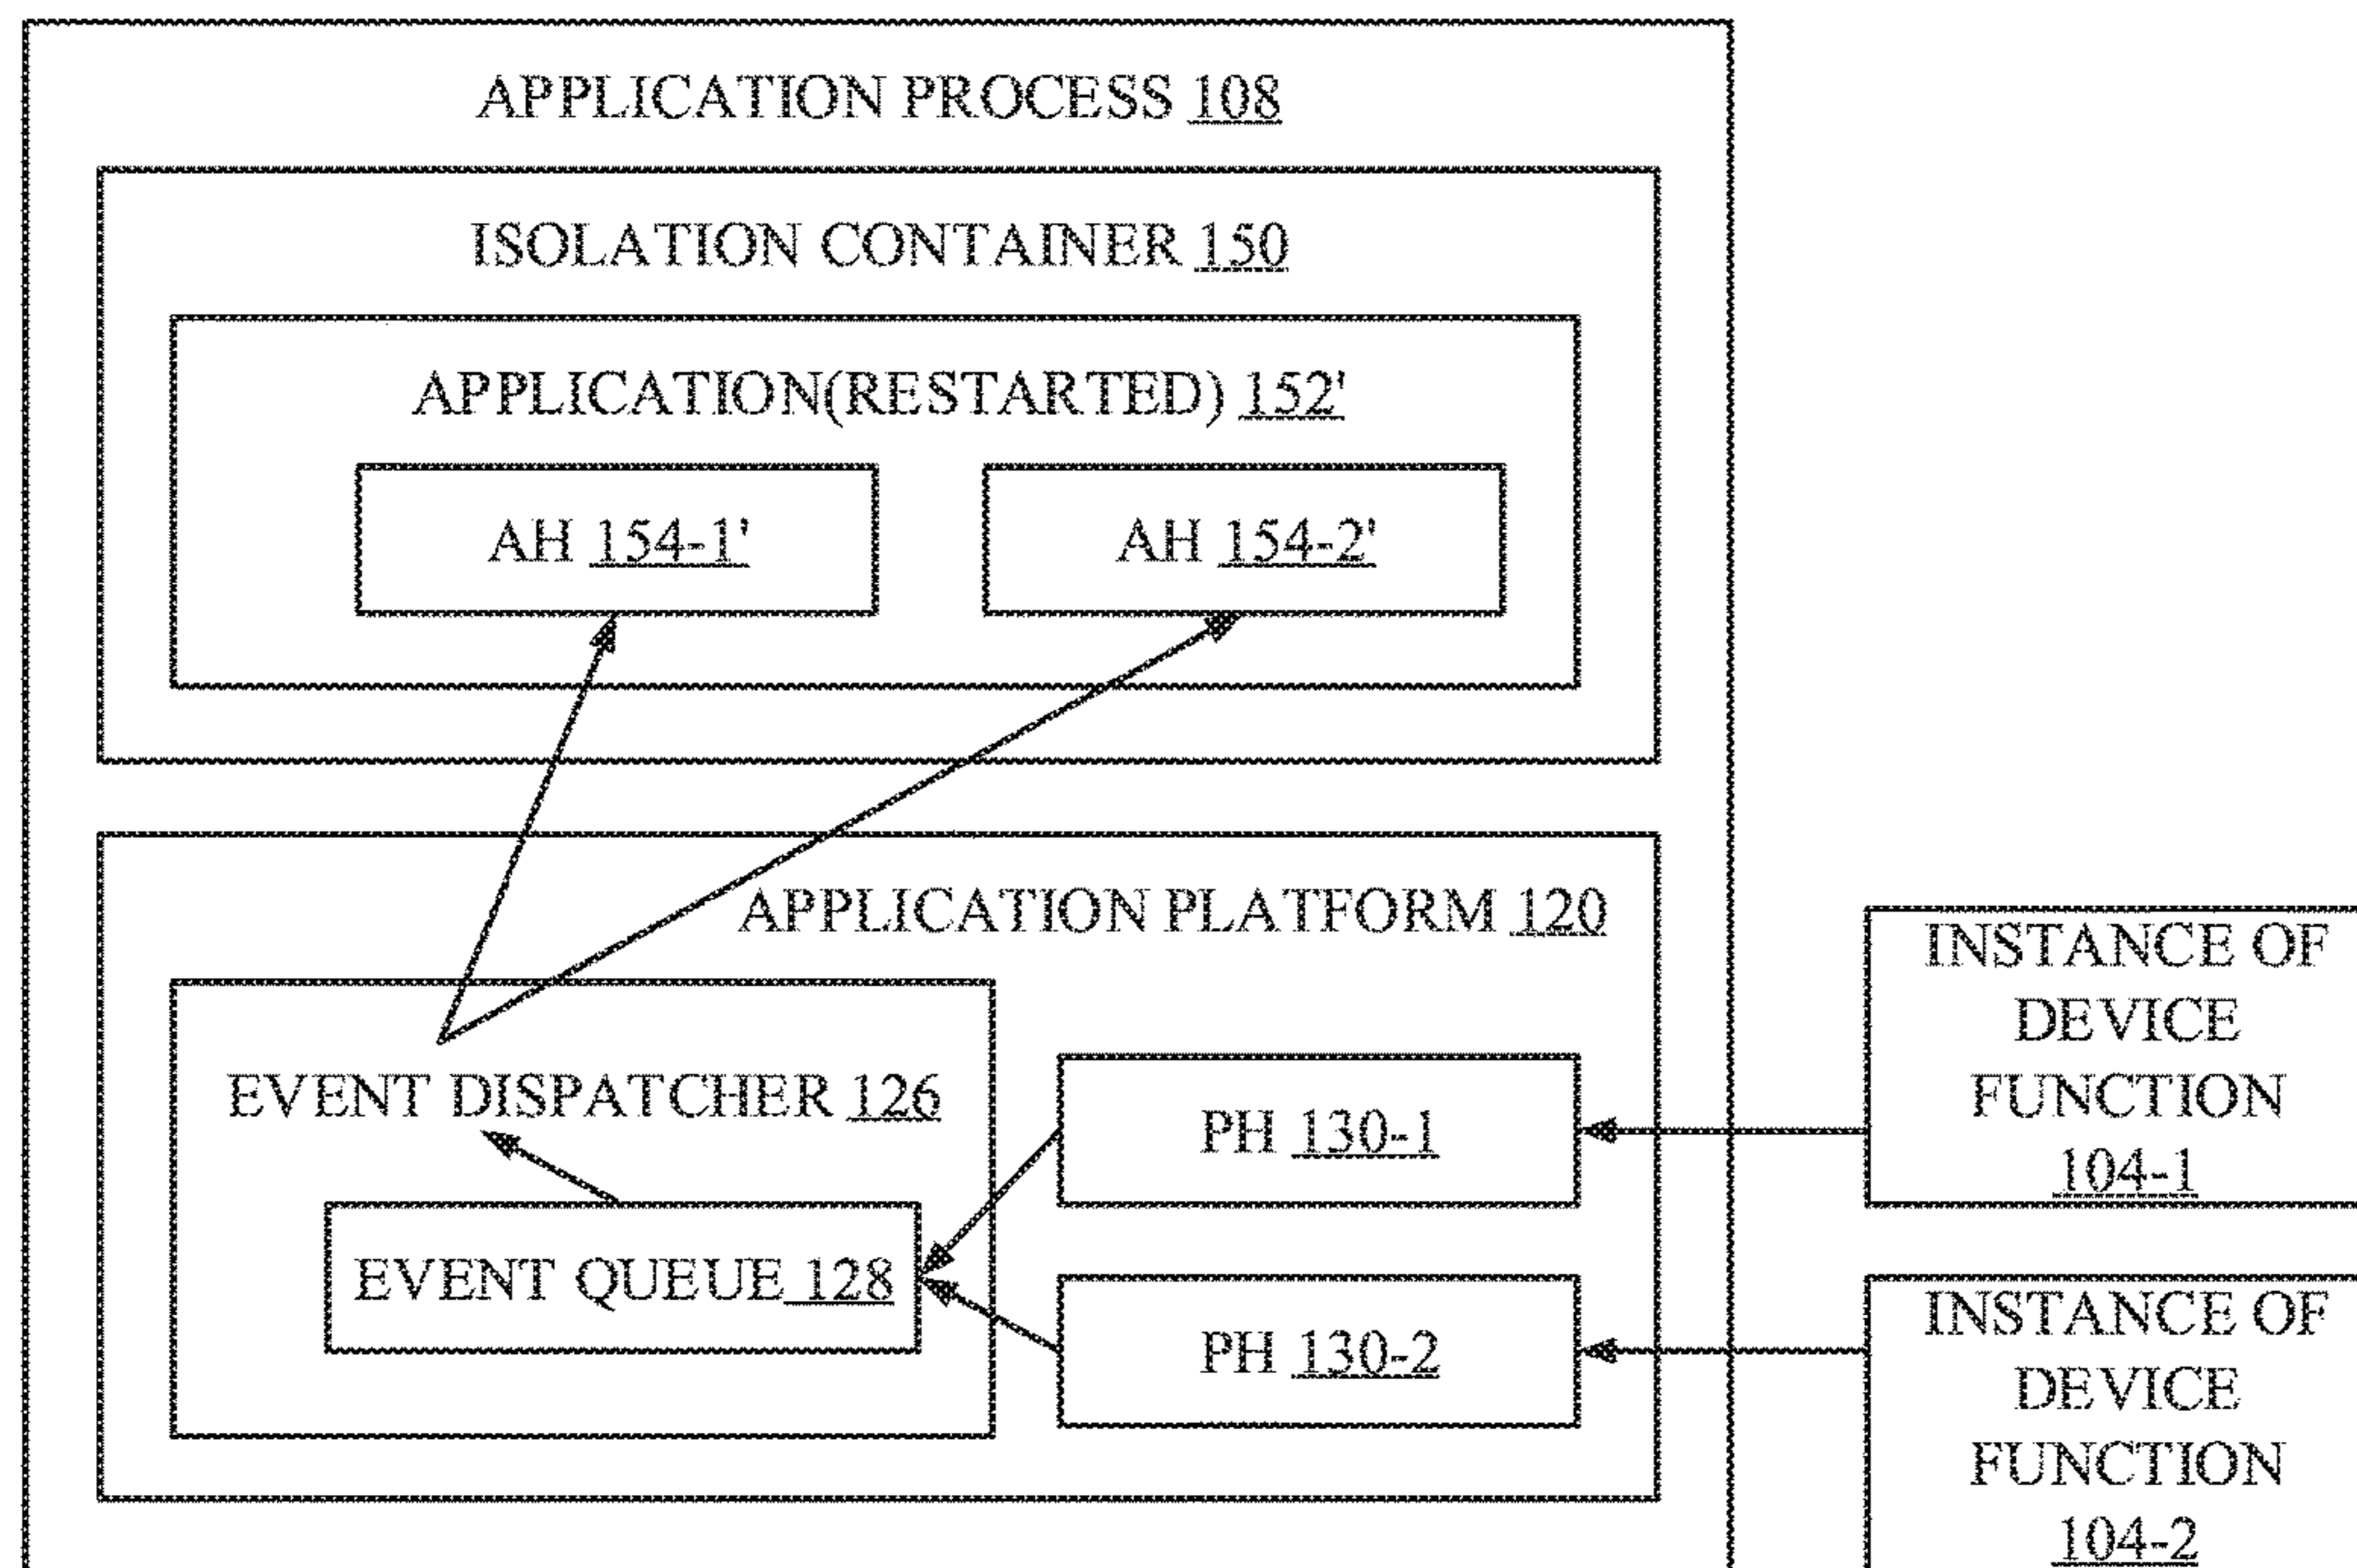 APPLICATION PROCESS 108
ISOLATION CONTAINER 150
APPLICATION(RESTARTED) 152'
AH 154-1'
AH 154-2'
APPLICATION PLATFORM 120
EVENT DISPATCHER 126
EVENT QUEUE 128
PH 130-1
PH 130-2
INSTANCE OF
DEVICE
FUNCTION
104-1
INSTANCE OF
DEVICE
FUNCTION
104-2